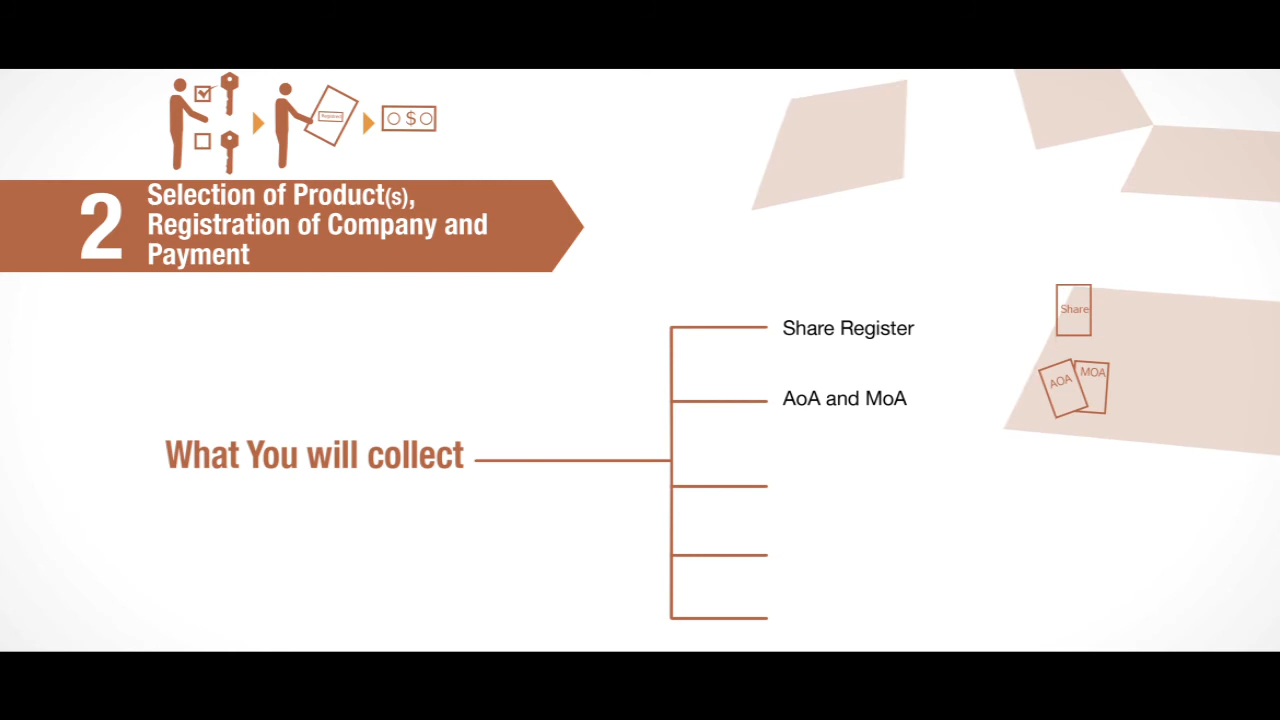 $
2
Selection of Product(s),
Registration of Company and
Payment
Share Register
Share
AoA and MoA
AOA
MOA
What You will collect